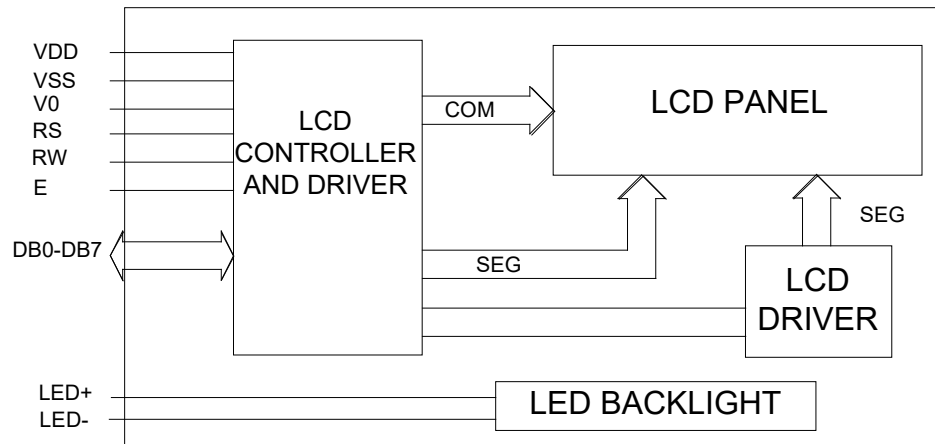 VDD
VSS
V0
RS
RW
E
DB0-DB7
LED+
LED-
LCD
CONTROLLER
AND DRIVER
COM
SEG
LCD PANEL
SEG
LCD
DRIVER
LED BACKLIGHT